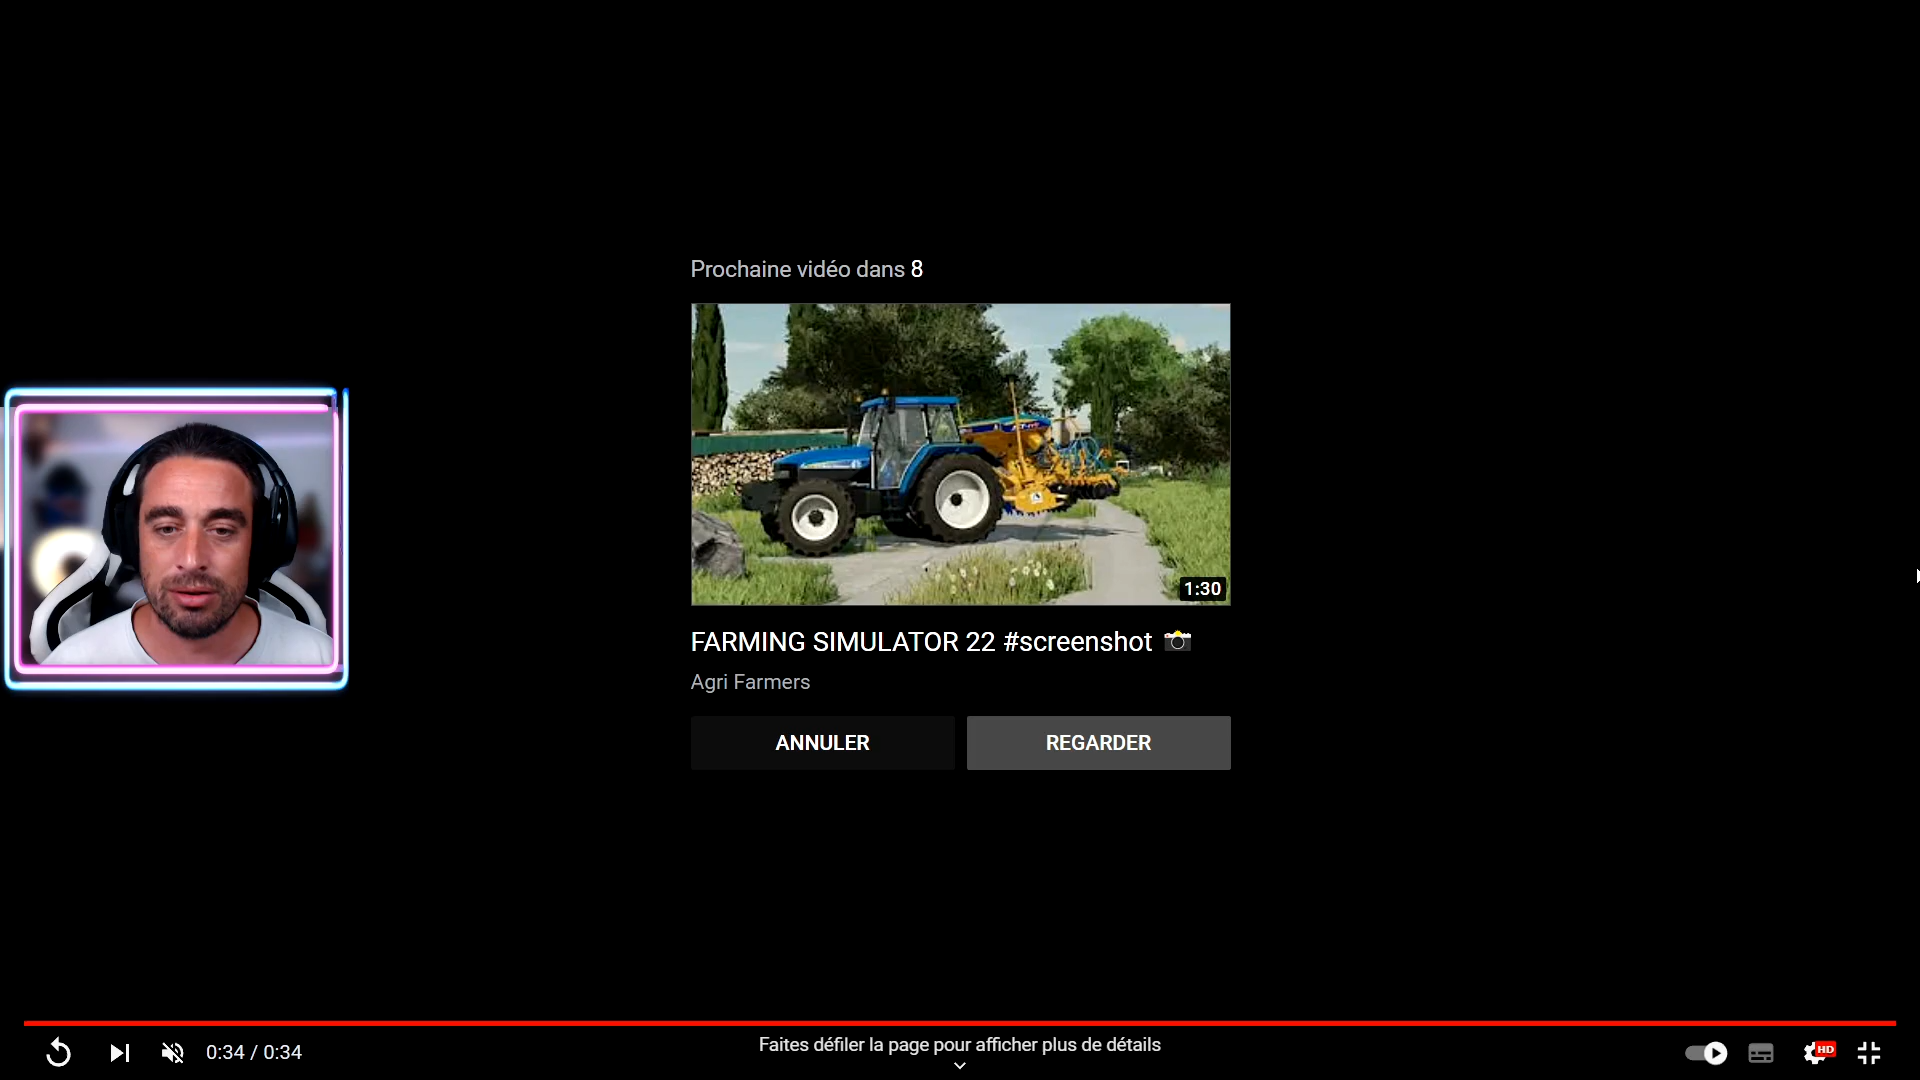 Prochaine vidéo dans 8
1:30
FARMING SIMULATOR 22 #screenshot
Agri Farmers
ANNULER
REGARDER
0:34 / 0:34
Faites défiler la page pour afficher plus de détails
HD